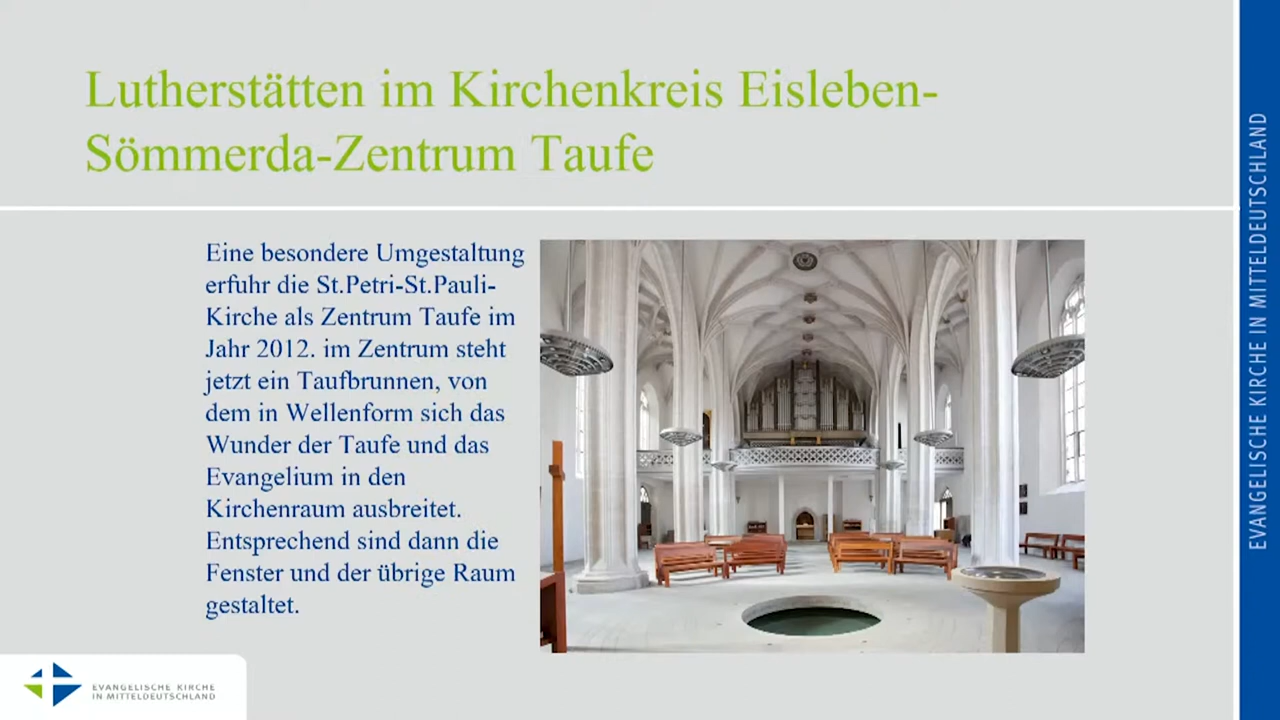 Lutherstätten im Kirchenkreis Eisleben-
Sömmerda-Zentrum Taufe
Eine besondere Umgestaltung
erfuhr die St.Petri-St.Pauli-
Kirche als Zentrum Taufe im
Jahr 2012. im Zentrum steht
jetzt ein Taufbrunnen, von
dem in Wellenform sich das
Wunder der Taufe und das
Evangelium in den
Kirchenraum ausbreitet.
Entsprechend sind dann die
Fenster und der übrige Raum
gestaltet.
EVANGELISCHE KIRCHE IN MITTELDEUTSCHLAND
EVANGELISCHE KIRCHE
IN MITTELDEUTSCHLAND